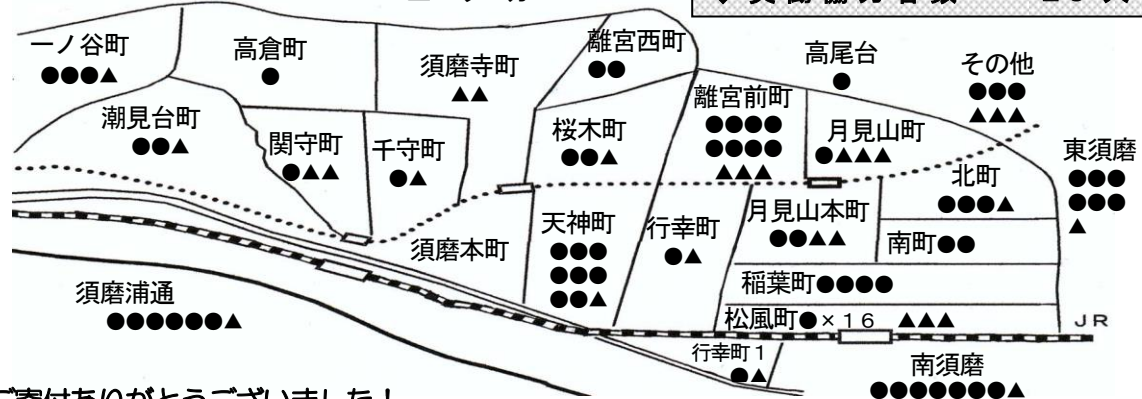 一ノ谷町
●●●▲
高倉町
●
須磨寺町
▲▲
離宮西町
●●
高尾台
●
その他
●●●
▲▲▲
潮見台町
●●▲
関守町
●▲▲
千守町
●▲
桜木町
●●▲
離宮前町
●●●●
●●●●
▲▲▲
月見山町
●▲▲▲
東須磨
●●●
●●●
▲
北町
●●●▲
須磨本町
天神町
●●●
●●●
●●▲
行幸町
●▲
月見山本町
●●▲▲
南町●●
稲葉町●●●●
松風町●×16 ▲▲▲
JR
須磨浦通
●●●●●●▲
行幸町1
●▲
南須磨
●●●●●●●▲
ご寄付ありがとうございました！